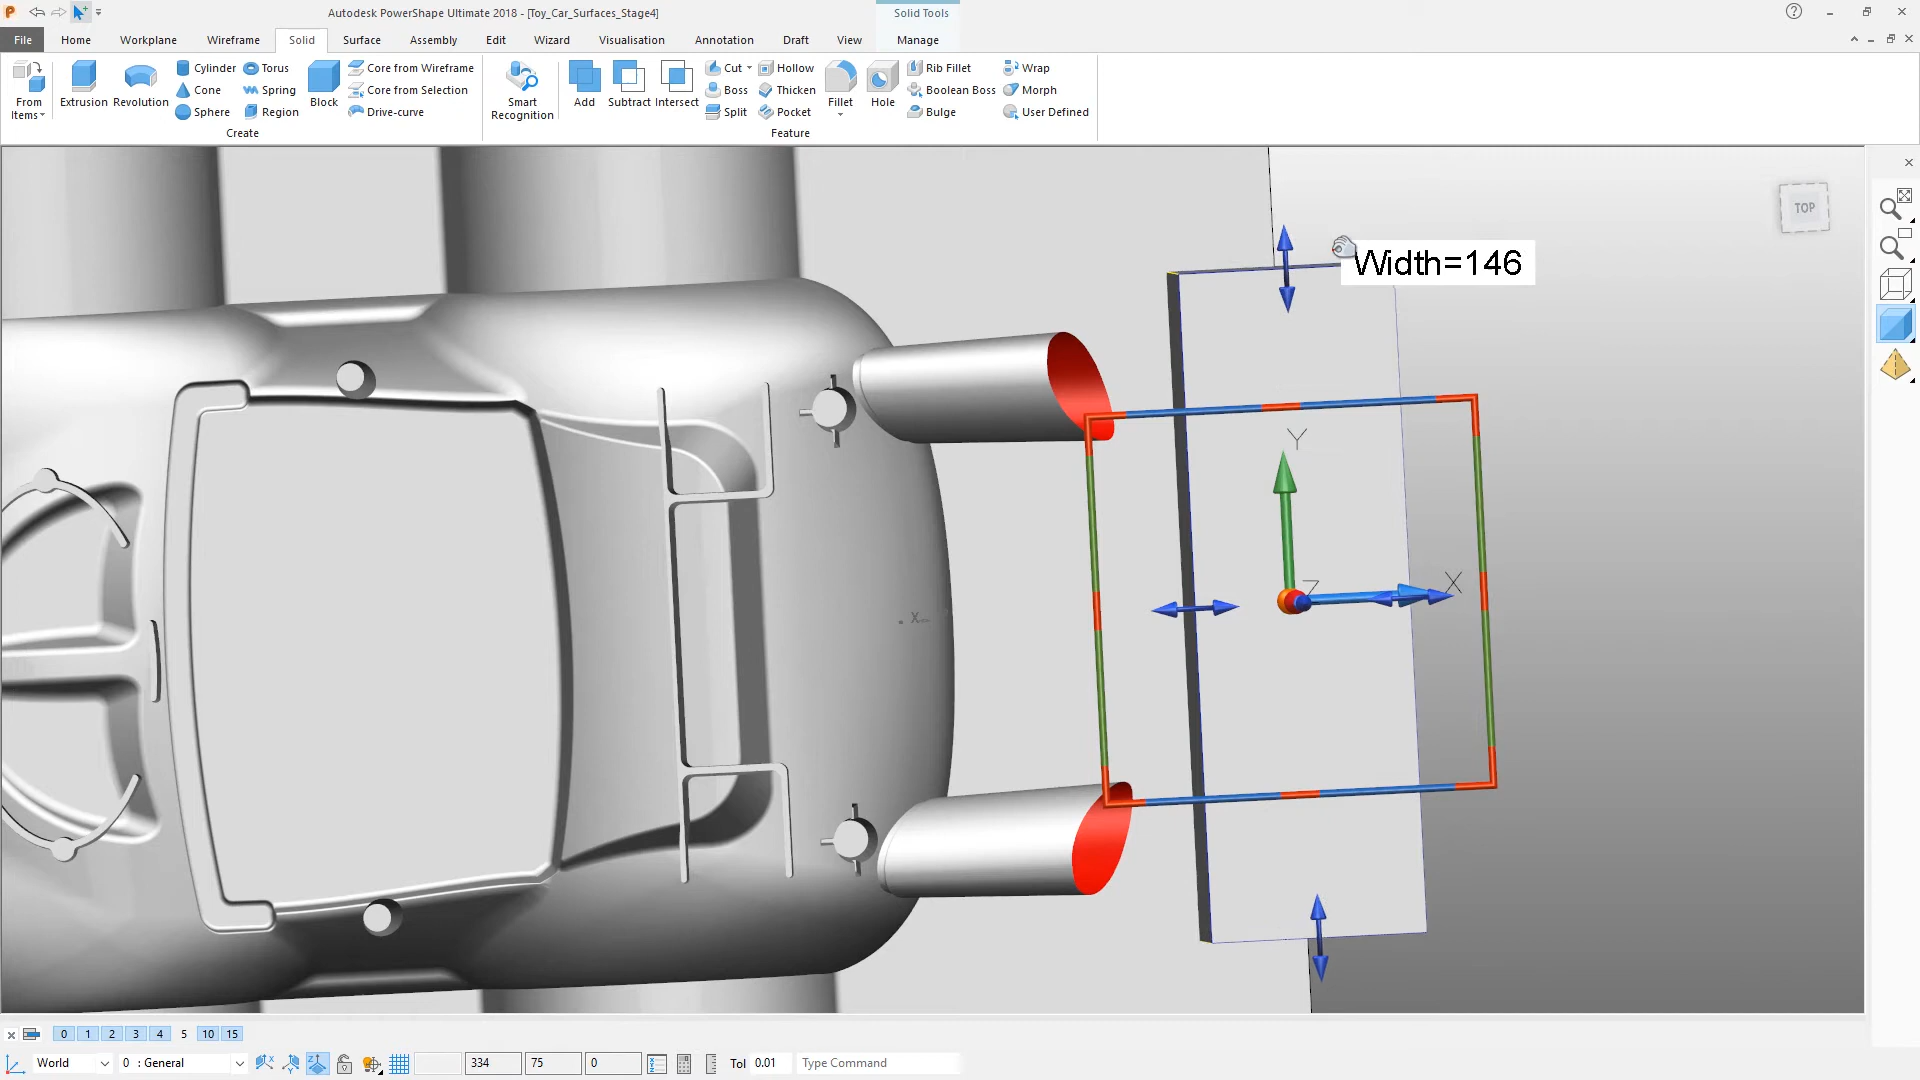 Autodesk PowerShape Ultimate 2018 - [Toy_Car_Surfaces_Stage4]
Solid Tools
File Home Workplane Wireframe Solid Surface Assembly Edit Wizard Visualisation Annotation Draft View Manage
From Items
Extrusion
Revolution
Cylinder
Cone
Sphere
Torus
Spring
Region
Block
Core from Wireframe
Core from Selection
Drive-curve
Create
Smart Recognition
Add
Subtract
Intersect
Cut
Boss
Split
Hollow
Thicken
Pocket
Fillet
Hole
Rib Fillet
Boolean Boss
Bulge
Wrap
Morph
User Defined
Feature
TOP
Width=146
Y
Z
X
X
0 1 2 3 4 5 10 15
World 0 : General 334 75 0 Tol 0.01 Type Command